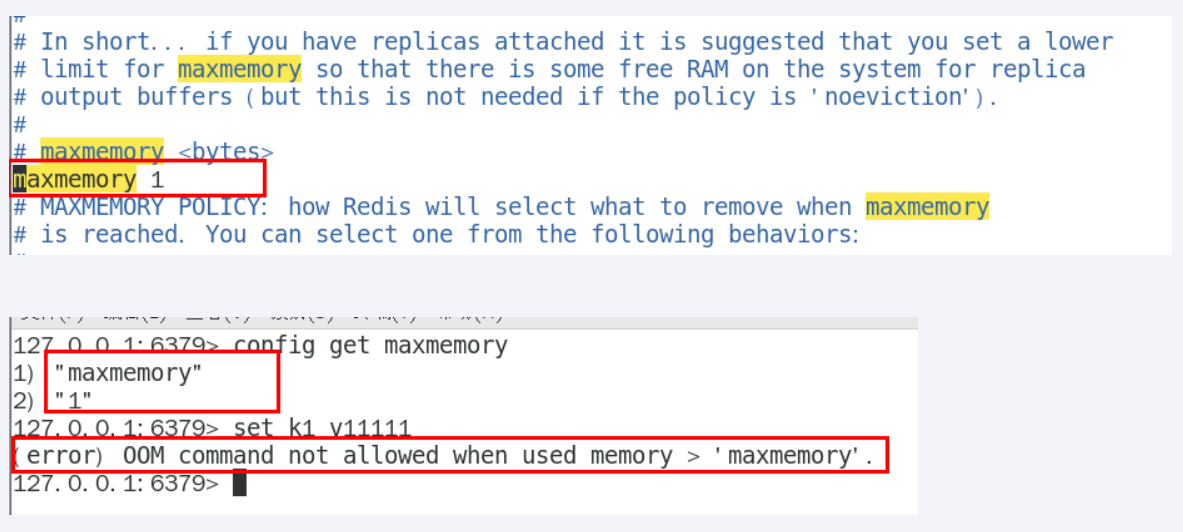 #
# In short... if you have replicas attached it is suggested that you set a lower
# limit for maxmemory so that there is some free RAM on the system for replica
# output buffers (but this is not needed if the policy is 'noeviction').
#
# maxmemory <bytes>
maxmemory 1
# MAXMEMORY POLICY: how Redis will select what to remove when maxmemory
# is reached. You can select one from the following behaviors:
127.0.0.1:6379> config get maxmemory
1) "maxmemory"
2) "1"
127.0.0.1:6379> set k1 v11111
(error) OOM command not allowed when used memory > 'maxmemory'.
127.0.0.1:6379>